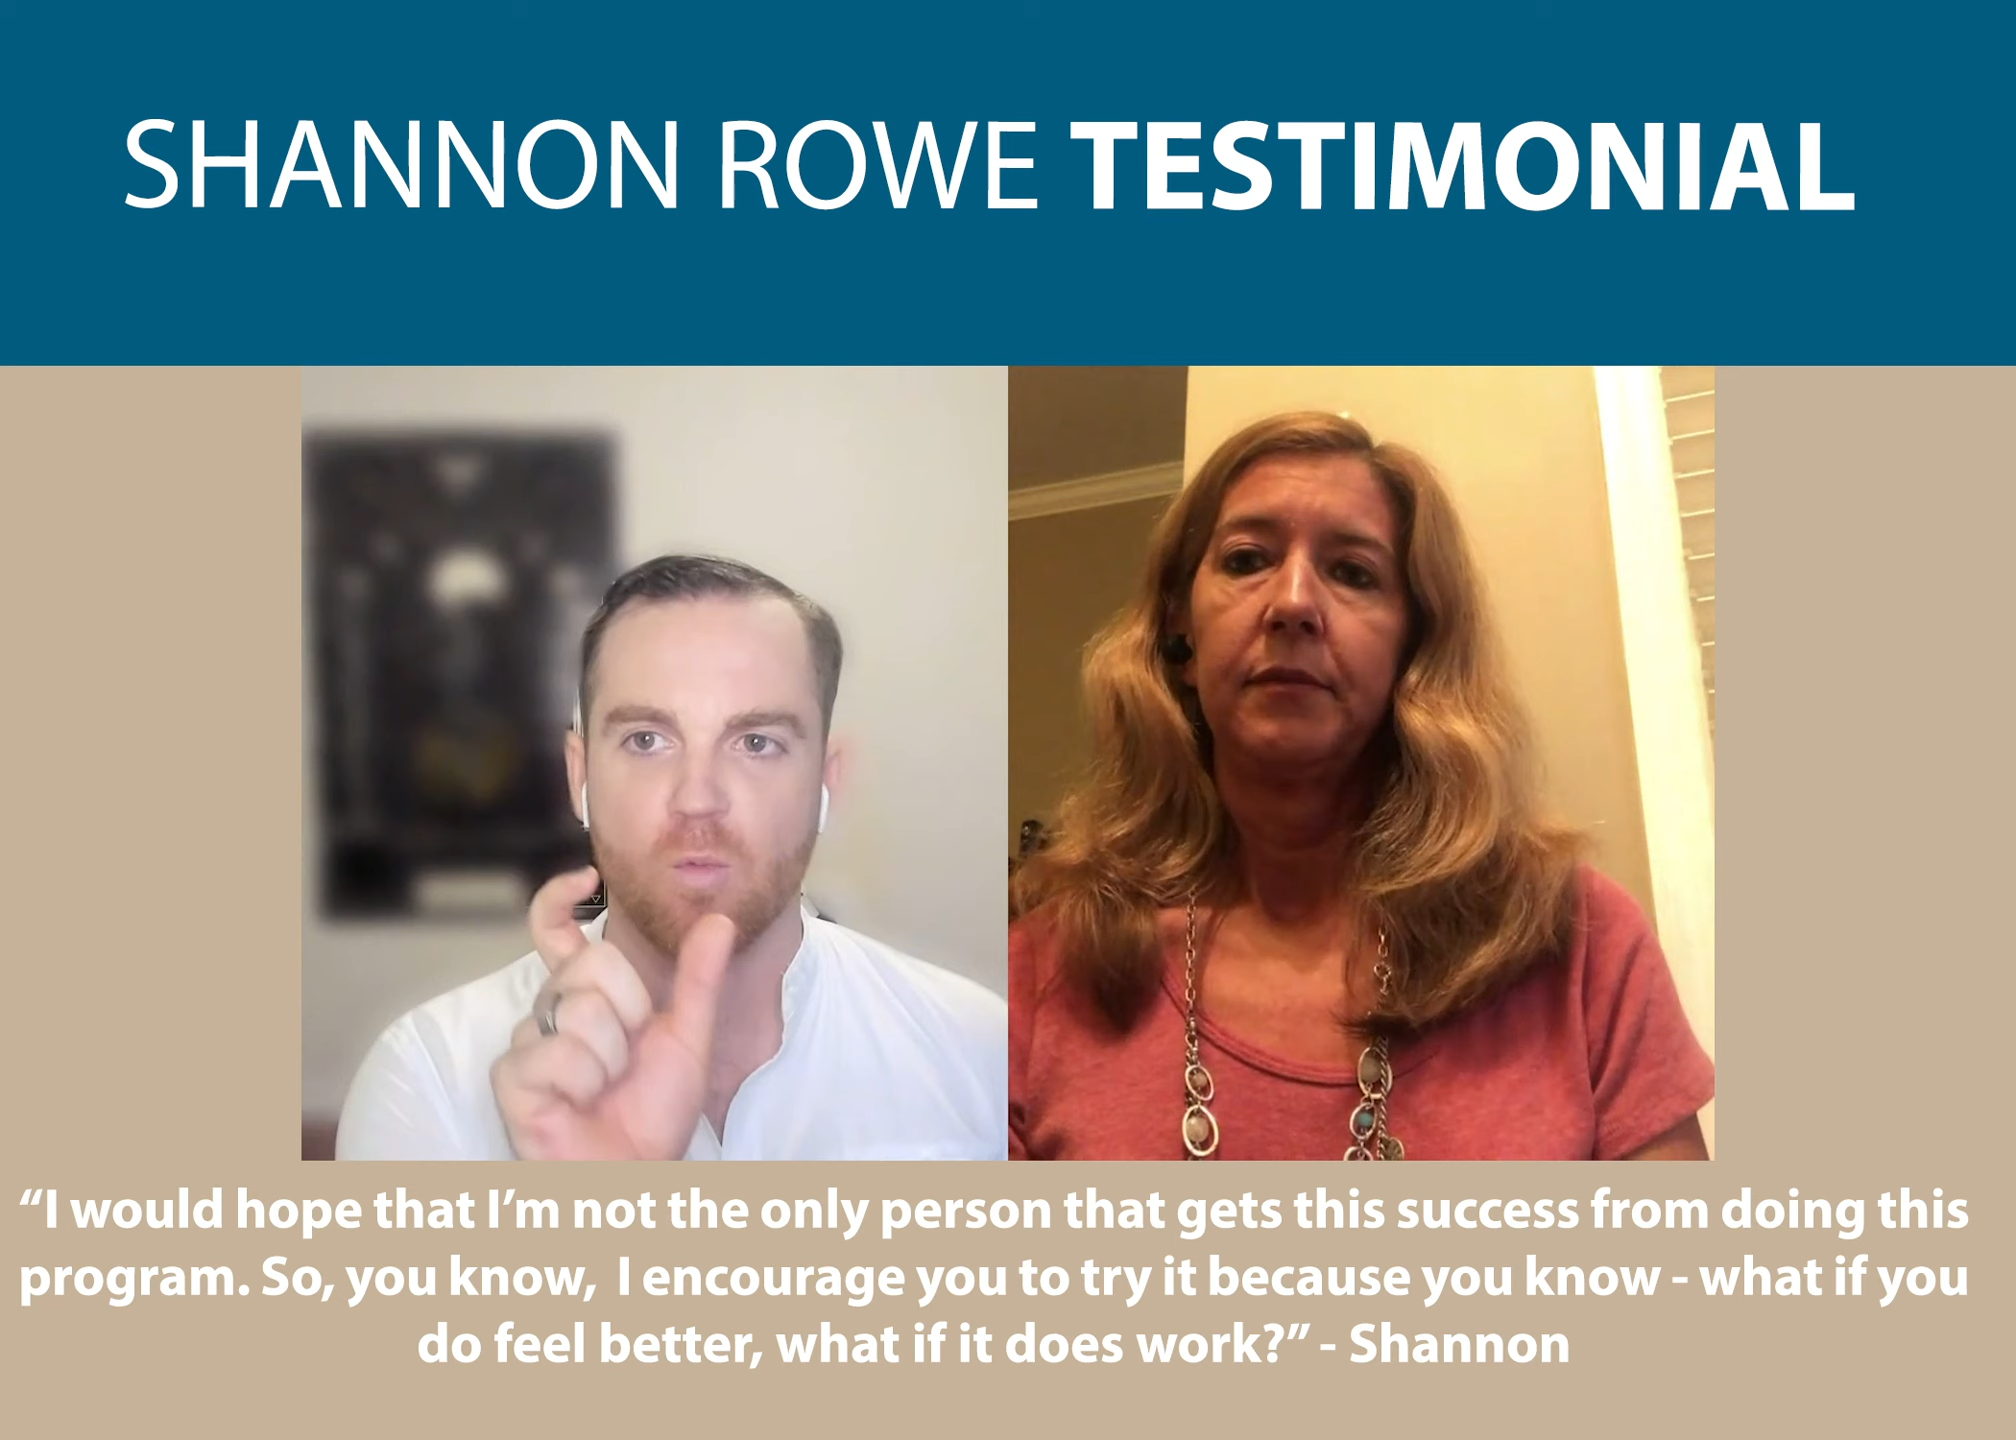 SHANNON ROWE TESTIMONIAL
“I would hope that I’m not the only person that gets this success from doing this
program. So, you know, I encourage you to try it because you know - what if you
do feel better, what if it does work?” - Shannon